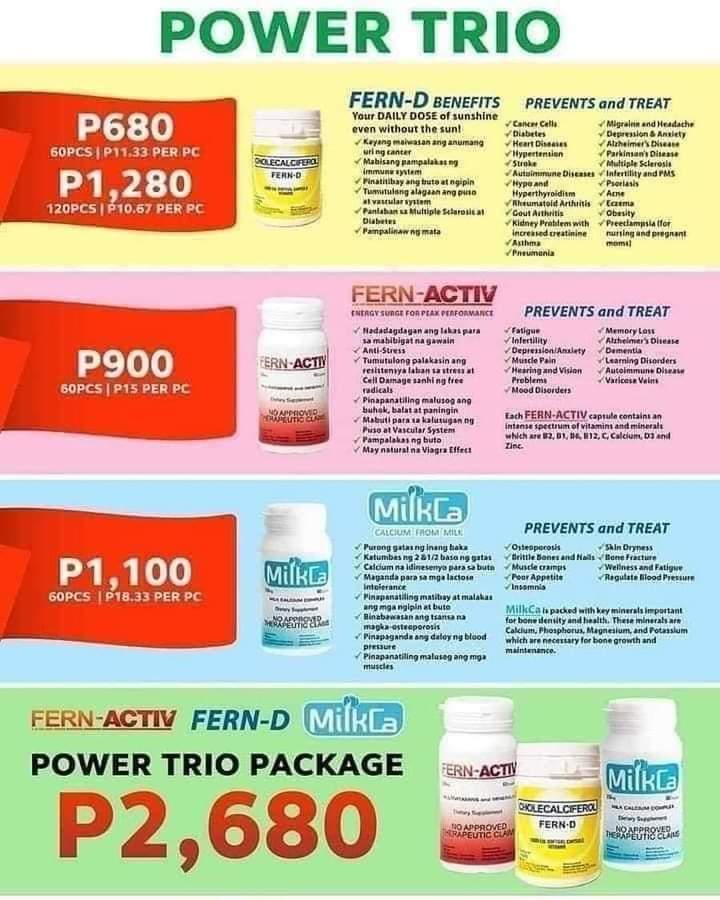 POWER TRIO
P680
60PCS | P11.33 PER PC
P1,280
120PCS | P10.67 PER PC
CHOLECALCIFEROL
FERN-D
FERN-D BENEFITS
Your DAILY DOSE of sunshine
even without the sun!
✓ Kayang maiwasan ang anumang
uri ng cancer
✓ Mabisang pampalakas ng
immune system
✓ Pinatitibay ang buto at ngipin
✓ Tumutulong alagaan ang puso
at vascular system
✓ Panlaban sa Multiple Sclerosis at
Diabetes
✓ Pampalinaw ng mata
PREVENTS and TREAT
✓ Cancer Cells
✓ Diabetes
✓ Heart Diseases
✓ Hypertension
✓ Stroke
✓ Autoimmune Diseases
✓ Hypo and
Hyperthyroidism
✓ Rheumatoid Arthritis
✓ Gout Arthritis
✓ Kidney Problem with
increased creatinine
✓ Asthma
✓ Pneumonia
✓ Migraine and Headache
✓ Depression & Anxiety
✓ Alzheimer's Disease
✓ Parkinson's Disease
✓ Multiple Sclerosis
✓ Infertility and PMS
✓ Psoriasis
✓ Acne
✓ Eczema
✓ Obesity
✓ Preeclampsia (for
nursing and pregnant
moms)
P900
60PCS | P15 PER PC
FERN-ACTIV
Dietary Supplement
NO APPROVED
THERAPEUTIC CLAIMS
FERN-ACTIV
ENERGY SURGE FOR PEAK PERFORMANCE
✓ Nadadagdagan ang lakas para
sa mabibigat na gawain
✓ Anti-Stress
✓ Tumutulong palakasin ang
resistensya laban sa stress at
Cell Damage sanhi ng free
radicals
✓ Pinapanatiling malusog ang
buhok, balat at paningin
✓ Mabuti para sa kalusugan ng
Puso at Vascular System
✓ Pampalakas ng buto
✓ May natural na Viagra Effect
PREVENTS and TREAT
✓ Fatigue
✓ Infertility
✓ Depression/Anxiety
✓ Muscle Pain
✓ Hearing and Vision
Problems
✓ Mood Disorders
✓ Memory Loss
✓ Alzheimer's Disease
✓ Dementia
✓ Learning Disorders
✓ Autoimmune Disease
✓ Varicose Veins
Each FERN-ACTIV capsule contains an
intense spectrum of vitamins and minerals
which are B2, B1, B6, B12, C, Calcium, D3 and
Zinc.
P1,100
60PCS | P18.33 PER PC
MilkCa
MILK CALCIUM COMPLEX
Dietary Supplement
NO APPROVED
THERAPEUTIC CLAIMS
MilkCa
CALCIUM FROM MILK
✓ Purong gatas ng inang baka
✓ Katumbas ng 2 &1/2 baso ng gatas
✓ Calcium na idinesenyo para sa buto
✓ Maganda para sa mga lactose
intolerance
✓ Pinapanatiling matibay at malakas
ang mga ngipin at buto
✓ Binabawasan ang tsansa na
magka-osteoporosis
✓ Pinapaganda ang daloy ng blood
pressure
✓ Pinapanatiling malusog ang mga
muscles
PREVENTS and TREAT
✓ Osteoporosis
✓ Brittle Bones and Nails
✓ Muscle cramps
✓ Poor Appetite
✓ Insomnia
✓ Skin Dryness
✓ Bone Fracture
✓ Wellness and Fatigue
✓ Regulate Blood Pressure
MilkCa is packed with key minerals important
for bone density and health. These minerals are
Calcium, Phosphorus, Magnesium, and Potassium
which are necessary for bone growth and
maintenance.
FERN-ACTIV FERN-D MilkCa
POWER TRIO PACKAGE
P2,680
FERN-ACTIV
MULTIVITAMINS and MINERALS
Dietary Supplement
NO APPROVED
THERAPEUTIC CLAIMS
CHOLECALCIFEROL
FERN-D
1000 IU SOFTGEL CAPSULE
VITAMIN
MilkCa
MILK CALCIUM COMPLEX
Dietary Supplement
NO APPROVED
THERAPEUTIC CLAIMS